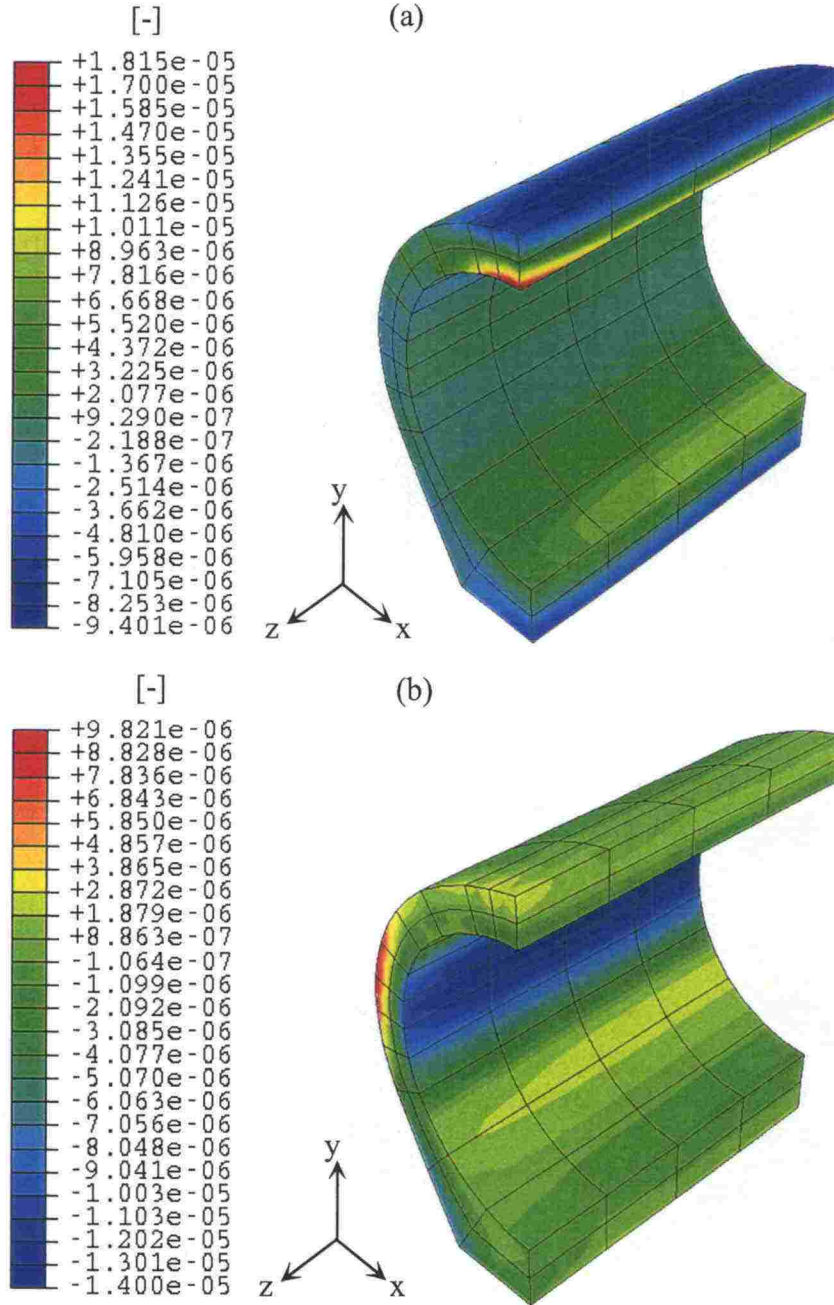 [-]
(a)
+1.815e-05
+1.700e-05
+1.585e-05
+1.470e-05
+1.355e-05
+1.241e-05
+1.126e-05
+1.011e-05
+8.963e-06
+7.816e-06
+6.668e-06
+5.520e-06
+4.372e-06
+3.225e-06
+2.077e-06
+9.290e-07
-2.188e-07
-1.367e-06
-2.514e-06
-3.662e-06
-4.810e-06
-5.958e-06
-7.105e-06
-8.253e-06
-9.401e-06
y
z
x
[-]
(b)
+9.821e-06
+8.828e-06
+7.836e-06
+6.843e-06
+5.850e-06
+4.857e-06
+3.865e-06
+2.872e-06
+1.879e-06
+8.863e-07
-1.064e-07
-1.099e-06
-2.092e-06
-3.085e-06
-4.077e-06
-5.070e-06
-6.063e-06
-7.056e-06
-8.048e-06
-9.041e-06
-1.003e-05
-1.103e-05
-1.202e-05
-1.301e-05
-1.400e-05
y
z
x